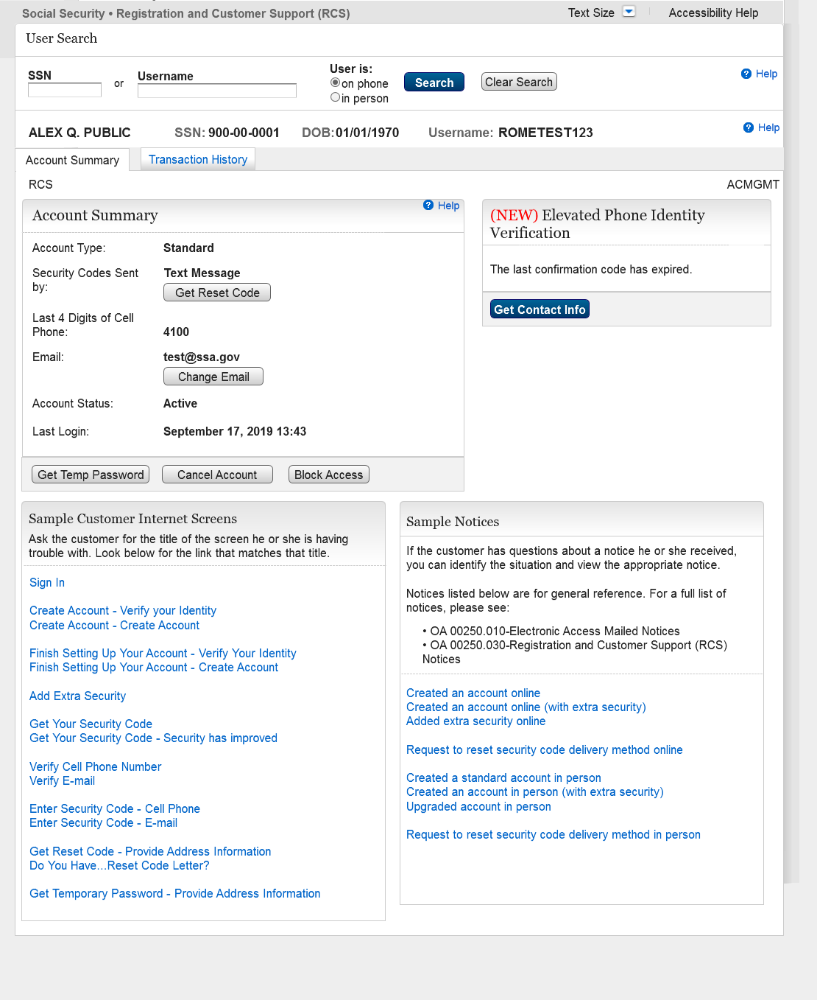 Social Security • Registration and Customer Support (RCS)
Text Size
Accessibility Help
User Search
SSN
or
Username
User is:
on phone
in person
Search
Clear Search
Help
ALEX Q. PUBLIC SSN: 900-00-0001 DOB: 01/01/1970 Username: ROMETEST123
Help
Account Summary
Transaction History
RCS
ACMGMT
Account Summary
Help
Account Type: Standard
Security Codes Sent by: Text Message
Get Reset Code
Last 4 Digits of Cell
Phone: 4100
Email: test@ssa.gov
Change Email
Account Status: Active
Last Login: September 17, 2019 13:43
Get Temp Password
Cancel Account
Block Access
(NEW) Elevated Phone Identity
Verification
The last confirmation code has expired.
Get Contact Info
Sample Customer Internet Screens
Ask the customer for the title of the screen he or she is having
trouble with. Look below for the link that matches that title.
Sign In
Create Account - Verify your Identity
Create Account - Create Account
Finish Setting Up Your Account - Verify Your Identity
Finish Setting Up Your Account - Create Account
Add Extra Security
Get Your Security Code
Get Your Security Code - Security has improved
Verify Cell Phone Number
Verify E-mail
Enter Security Code - Cell Phone
Enter Security Code - E-mail
Get Reset Code - Provide Address Information
Do You Have...Reset Code Letter?
Get Temporary Password - Provide Address Information
Sample Notices
If the customer has questions about a notice he or she received,
you can identify the situation and view the appropriate notice.
Notices listed below are for general reference. For a full list of
notices, please see:
• OA 00250.010-Electronic Access Mailed Notices
• OA 00250.030-Registration and Customer Support (RCS)
Notices
Created an account online
Created an account online (with extra security)
Added extra security online
Request to reset security code delivery method online
Created a standard account in person
Created an account in person (with extra security)
Upgraded account in person
Request to reset security code delivery method in person